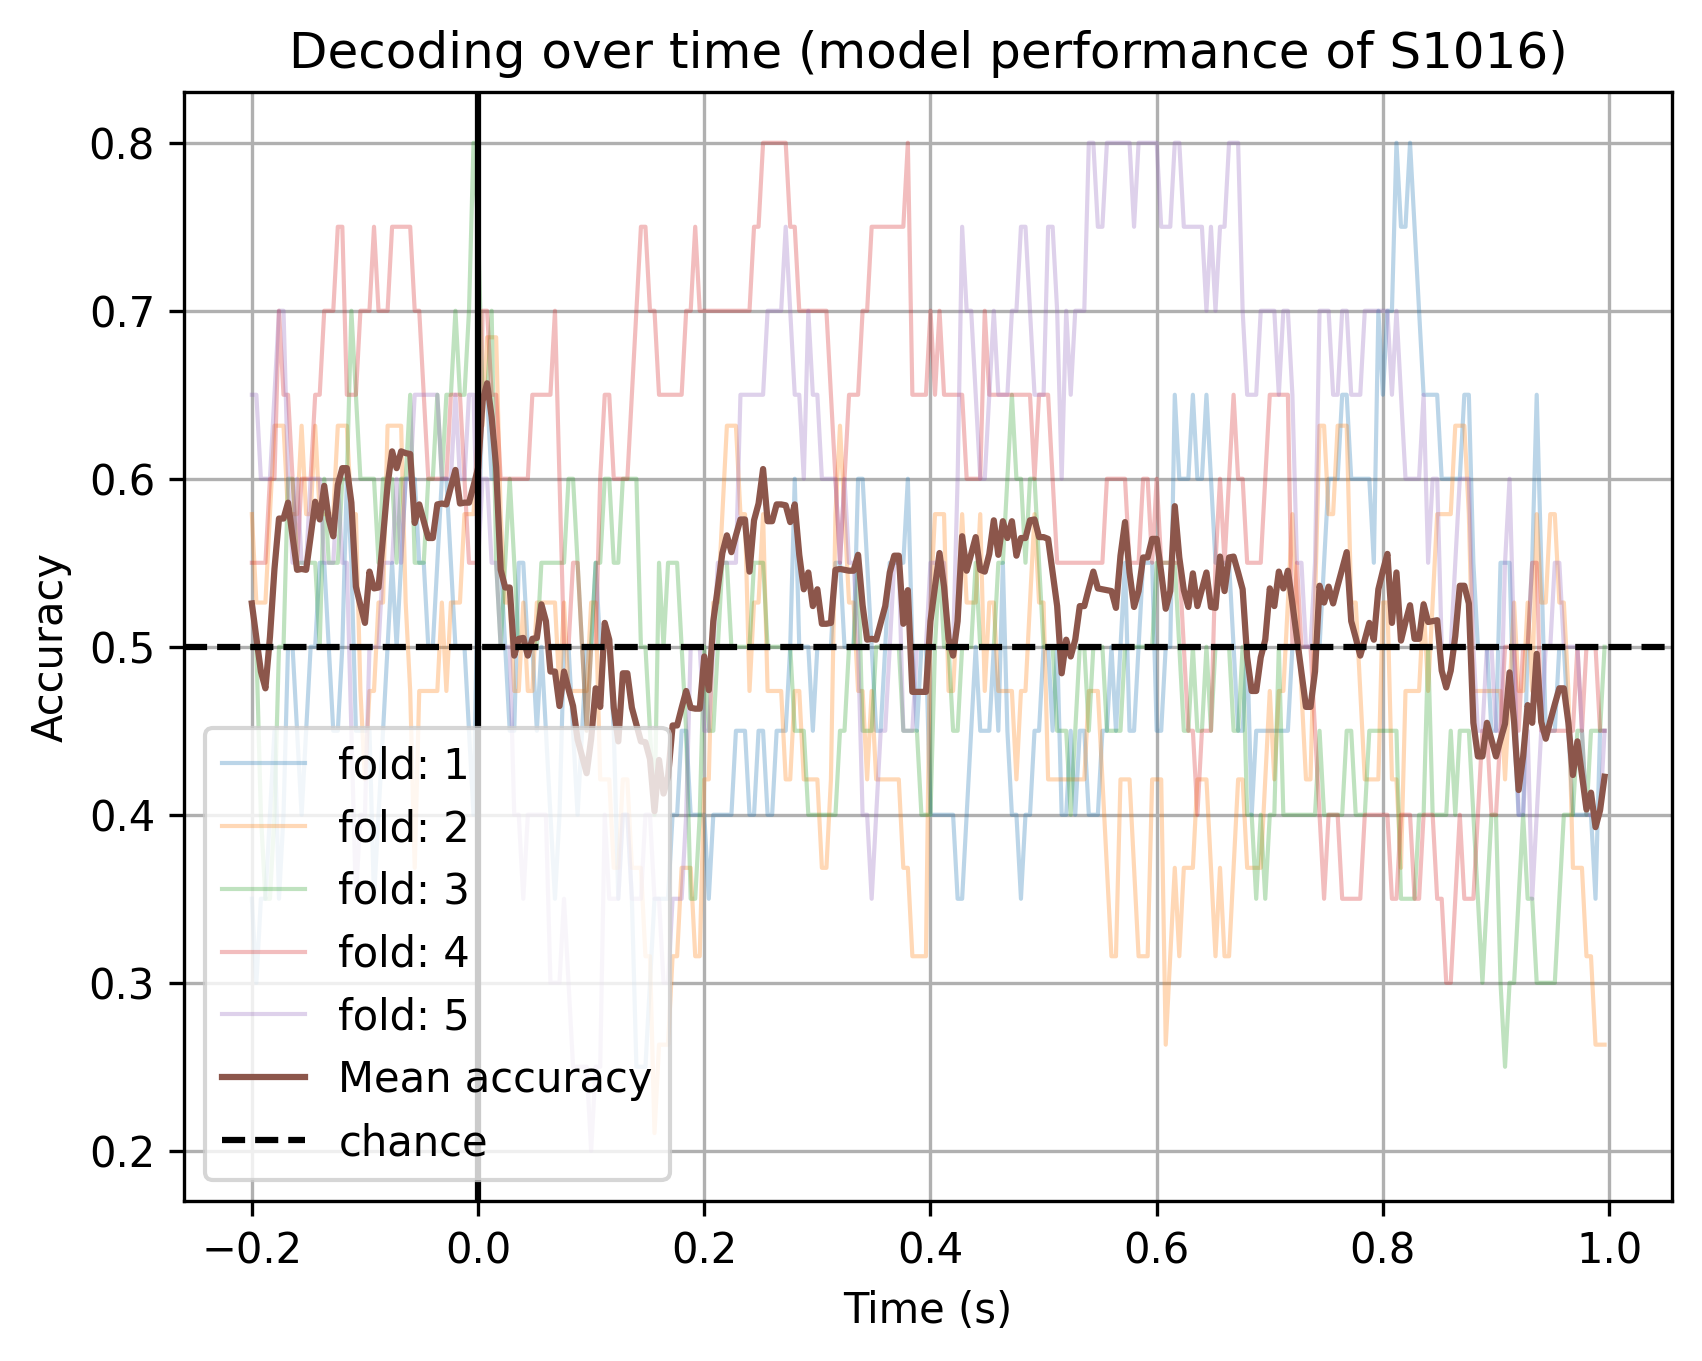 Decoding over time (model performance of S1016)
Accuracy
0.8
0.7
0.6
0.5
0.4
0.3
0.2
fold: 1
fold: 2
fold: 3
fold: 4
fold: 5
Mean accuracy
chance
−0.2 0.0 0.2 0.4 0.6 0.8 1.0
Time (s)